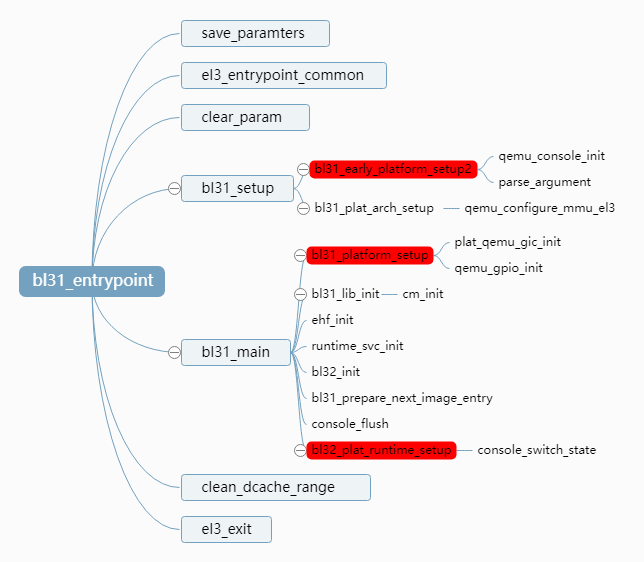 bl31_entrypoint
save_paramters
el3_entrypoint_common
clear_param
bl31_setup
bl31_early_platform_setup2
qemu_console_init
parse_argument
bl31_plat_arch_setup
qemu_configure_mmu_el3
bl31_main
bl31_platform_setup
plat_qemu_gic_init
qemu_gpio_init
bl31_lib_init
cm_init
ehf_init
runtime_svc_init
bl32_init
bl31_prepare_next_image_entry
console_flush
bl32_plat_runtime_setup
console_switch_state
clean_dcache_range
el3_exit